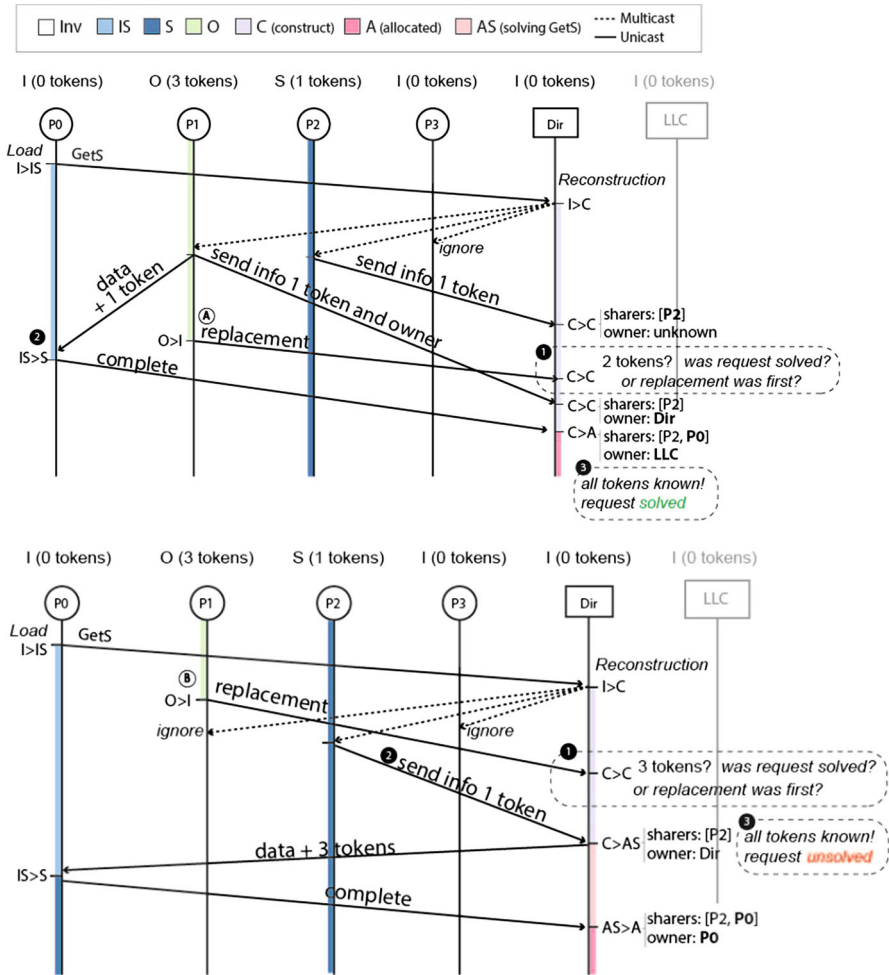 Inv IS S O C (construct) A (allocated) AS (solving GetS) Multicast
Unicast
I (0 tokens) O (3 tokens) S (1 tokens) I (0 tokens) I (0 tokens) I (0 tokens)
P0 P1 P2 P3 Dir LLC
Load GetS
I>IS
Reconstruction
I>C
ignore
data
+ 1 token
send info 1 token and owner
send info 1 token
A
replacement
O>I
C>C sharers: [P2]
owner: unknown
2
IS>S
complete
1
C>C 2 tokens? was request solved?
or replacement was first?
C>C sharers: [P2]
owner: Dir
C>A sharers: [P2, P0]
owner: LLC
3
all tokens known!
request solved
I (0 tokens) O (3 tokens) S (1 tokens) I (0 tokens) I (0 tokens) I (0 tokens)
P0 P1 P2 P3 Dir LLC
Load GetS
I>IS
Reconstruction
I>C
B
O>I
replacement
ignore
ignore
1
C>C 3 tokens? was request solved?
or replacement was first?
2
send info 1 token
C>AS sharers: [P2]
owner: Dir
3
all tokens known!
request unsolved
data + 3 tokens
IS>S
complete
AS>A sharers: [P2, P0]
owner: P0